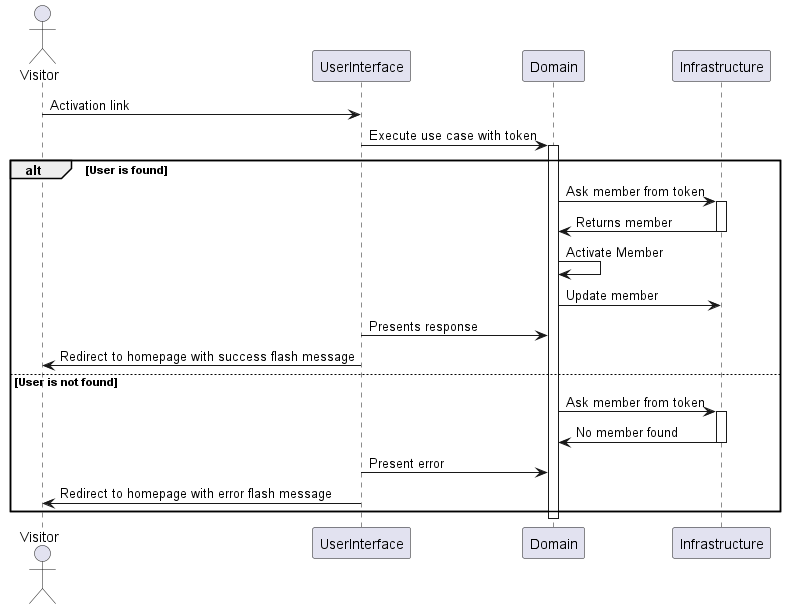 Visitor
UserInterface
Domain
Infrastructure
Activation link
Execute use case with token
alt
[User is found]
Ask member from token
Returns member
Activate Member
Update member
Presents response
Redirect to homepage with success flash message
[User is not found]
Ask member from token
No member found
Present error
Redirect to homepage with error flash message
Visitor
UserInterface
Domain
Infrastructure